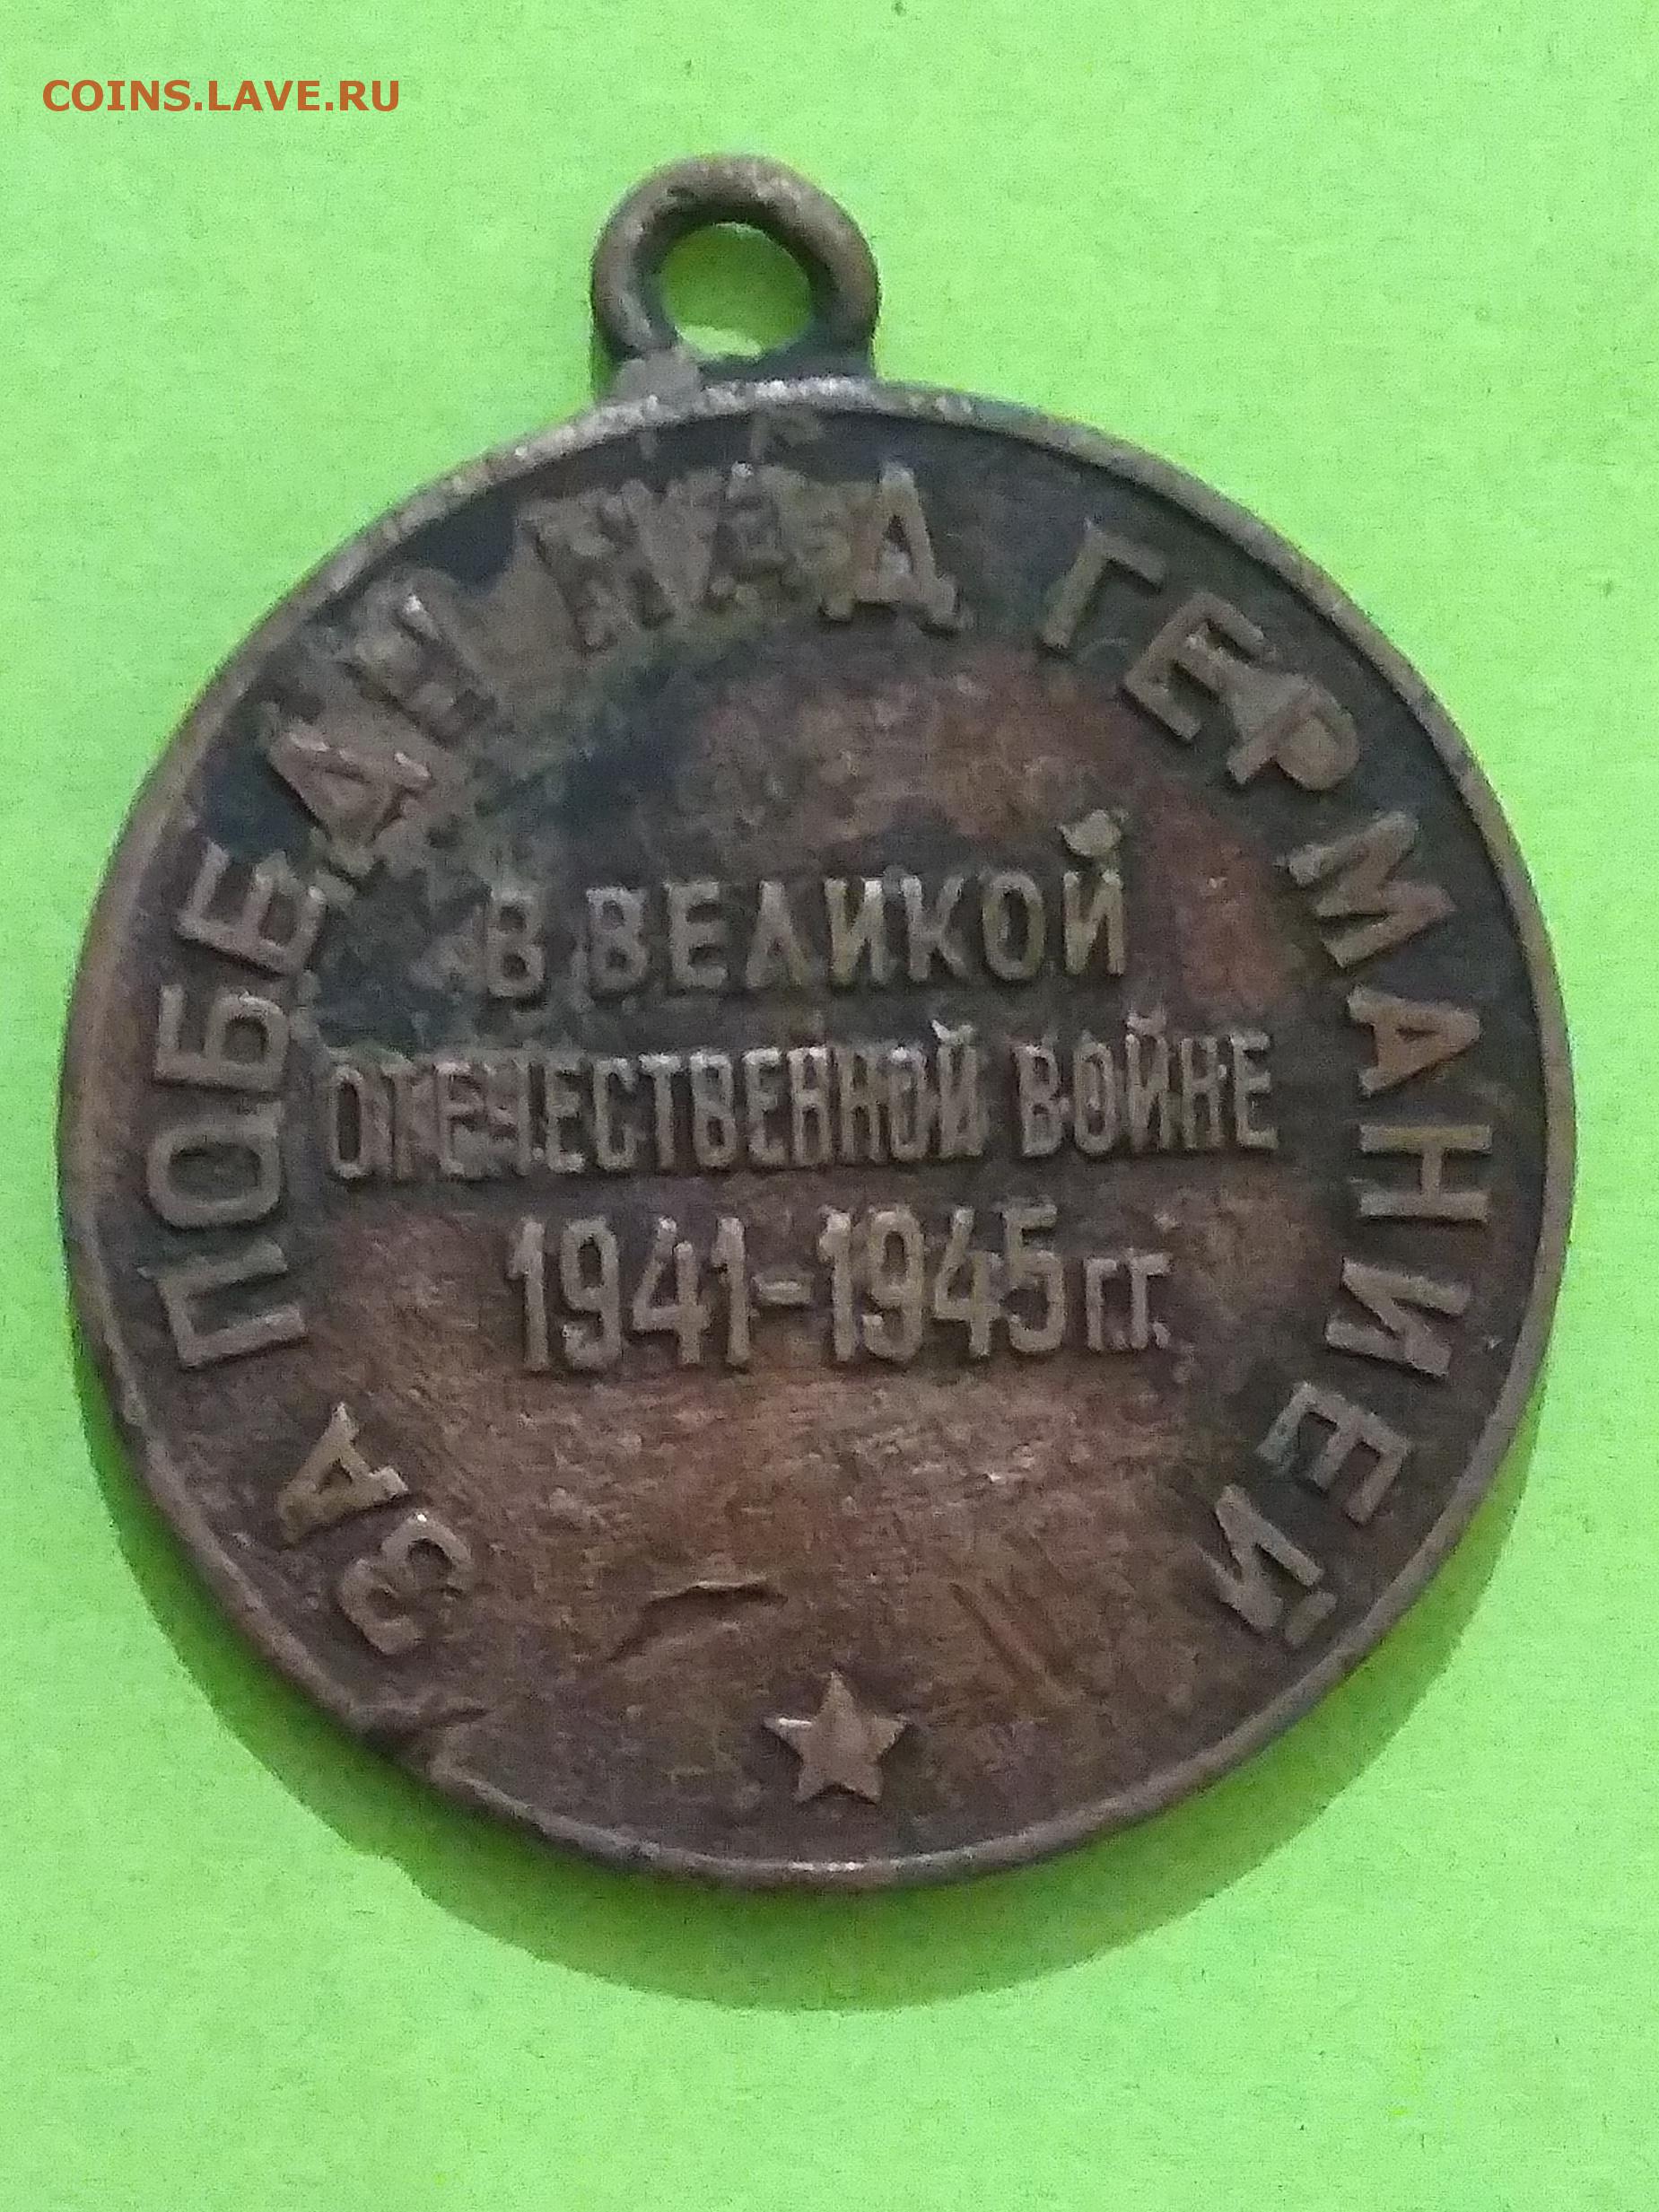 COINS.LAVE.RU
ЗА ПОБЕДУ НАД ГЕРМАНИЕЙ
В ВЕЛИКОЙ
ОТЕЧЕСТВЕННОЙ ВОЙНЕ
1941-1945 гг.